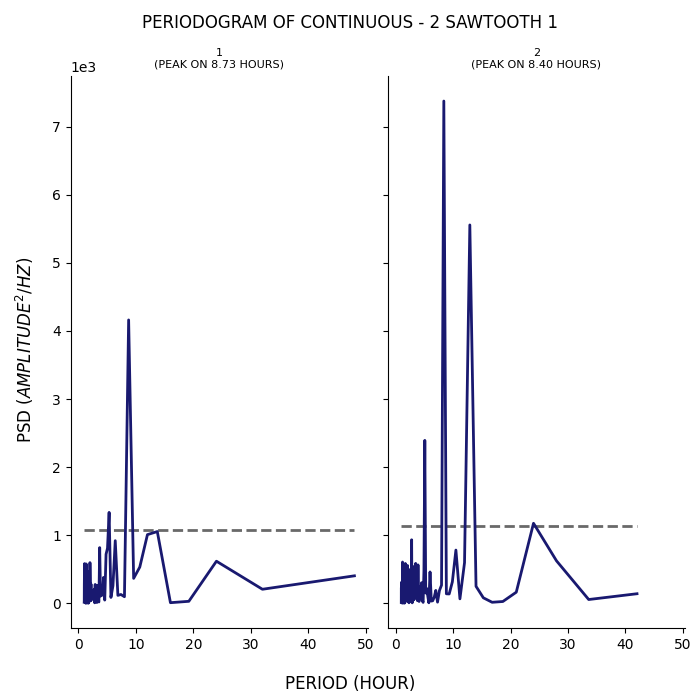 PERIODOGRAM OF CONTINUOUS - 2 SAWTOOTH 1
1
(PEAK ON 8.73 HOURS)
2
(PEAK ON 8.40 HOURS)
1e3
7
6
5
4
3
2
1
0
PSD (AMPLITUDE²/HZ)
0 10 20 30 40 50
0 10 20 30 40 50
PERIOD (HOUR)